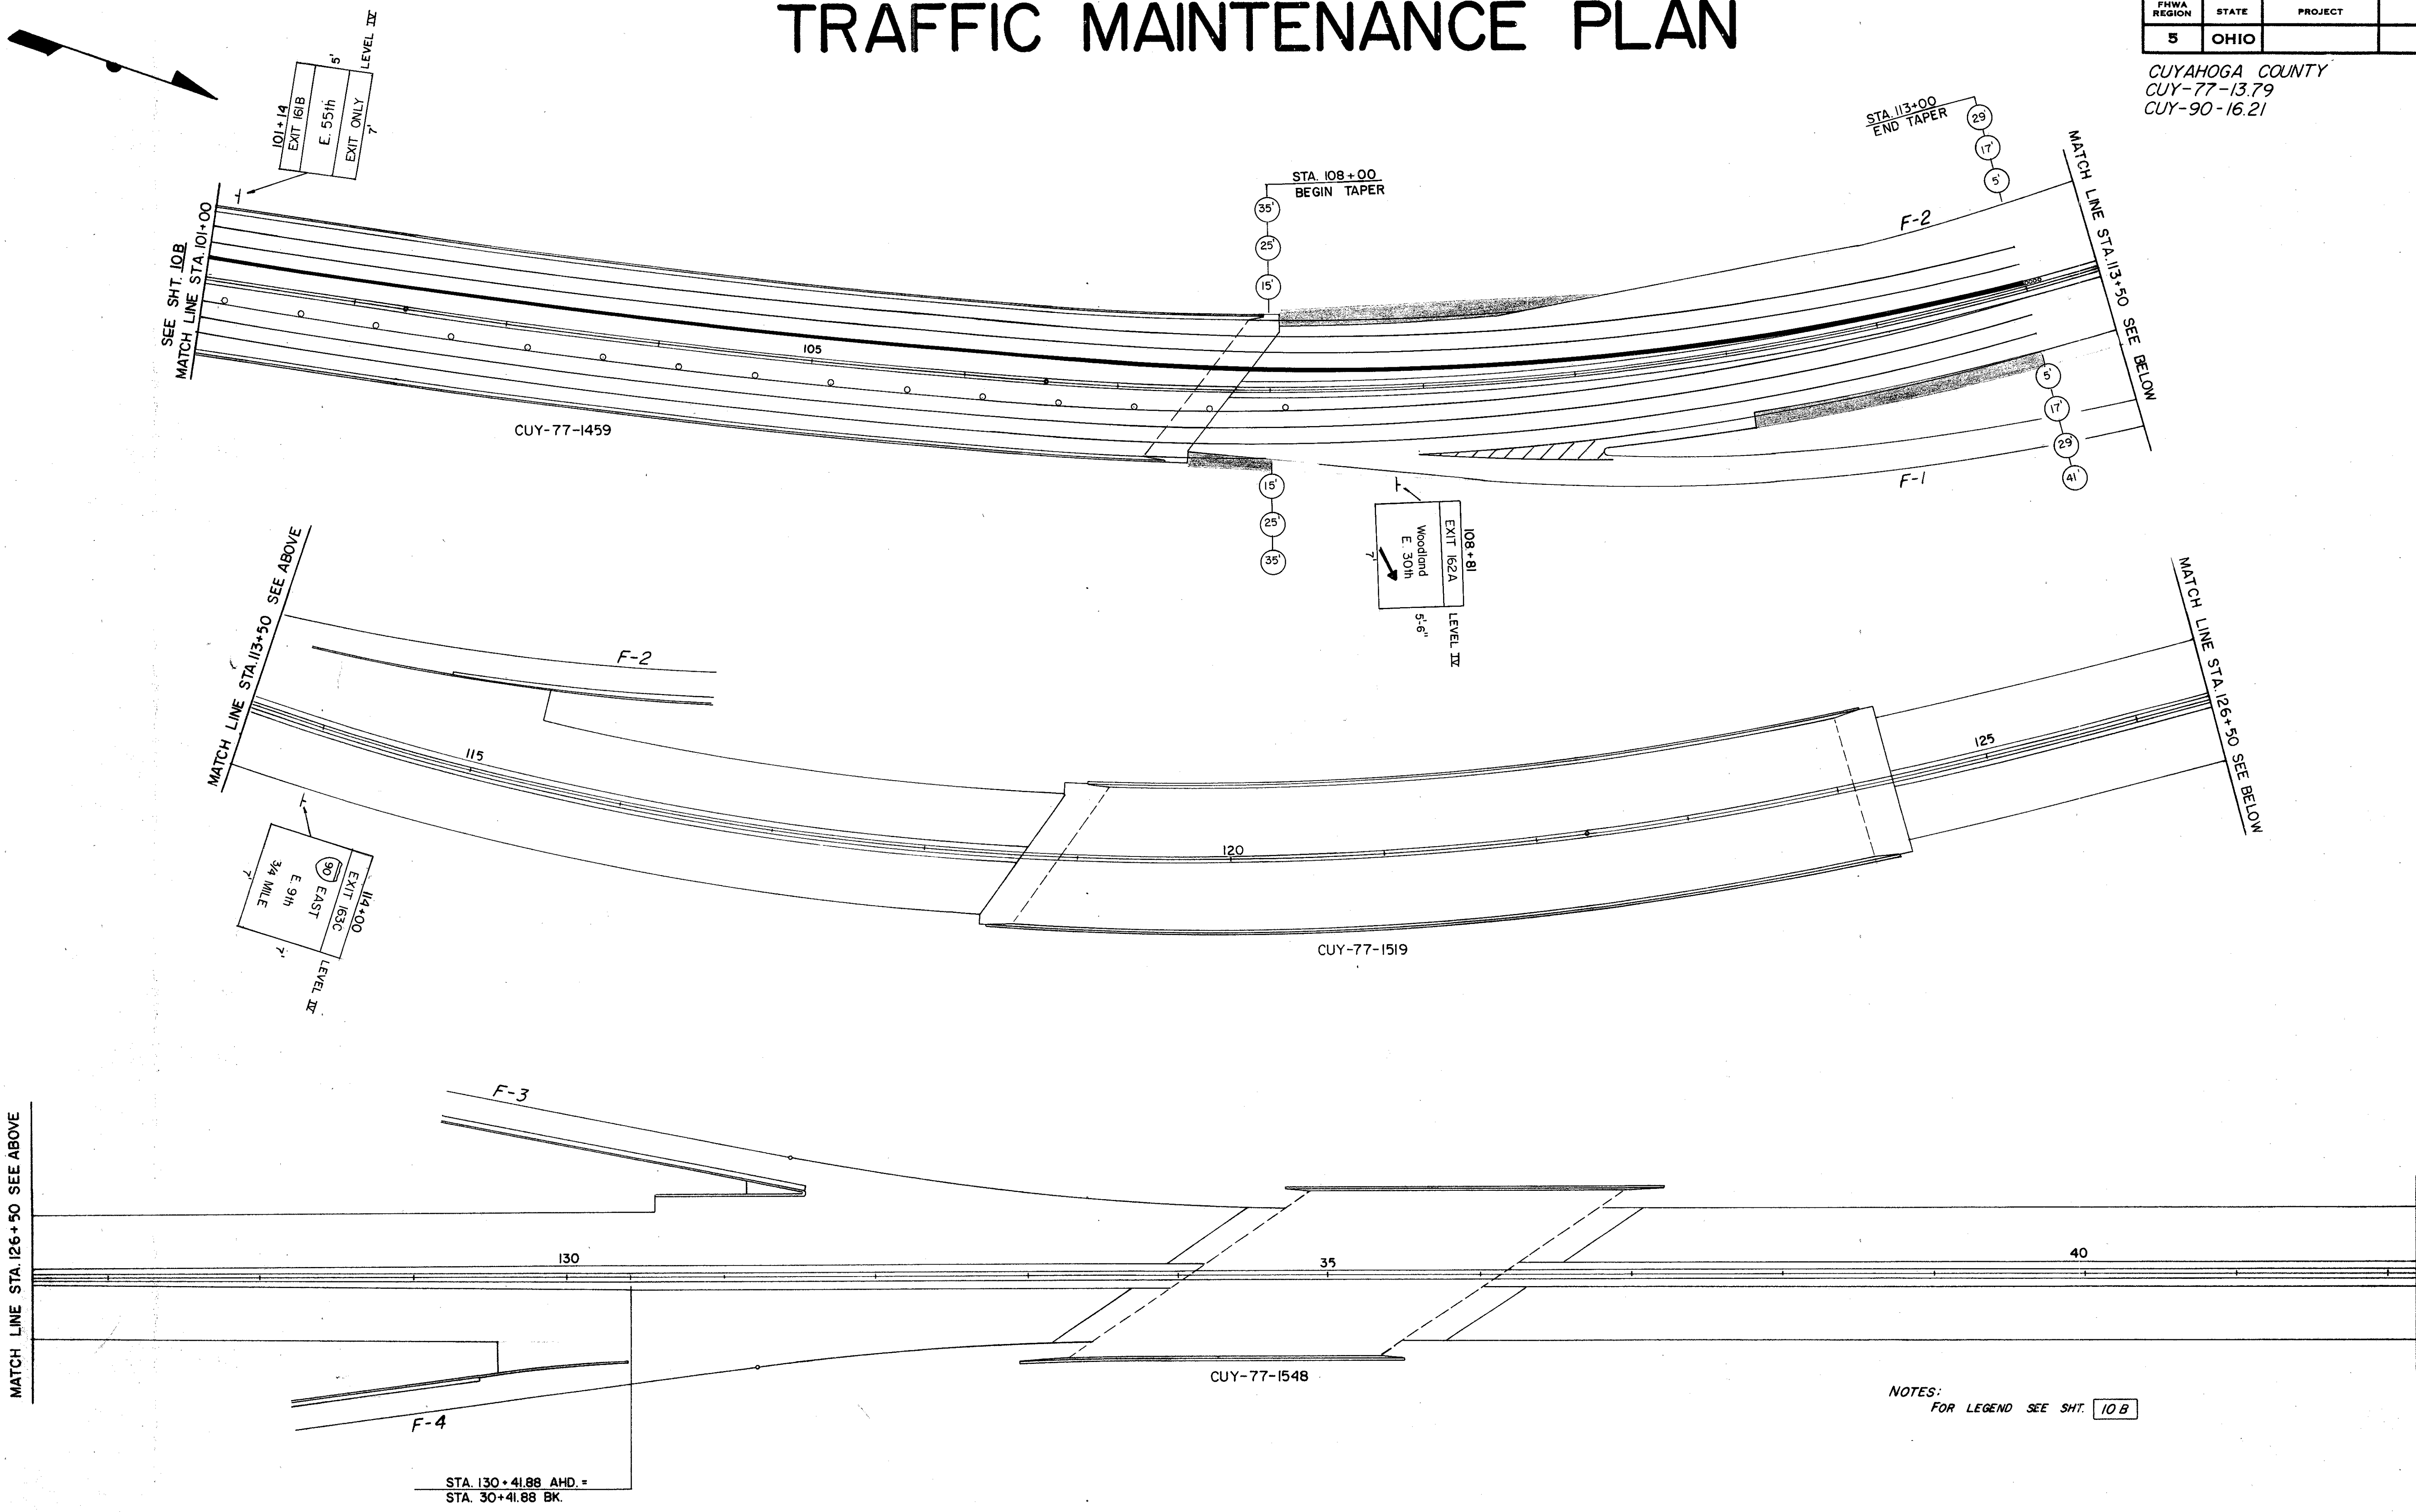 TRAFFIC MAINTENANCE PLAN
FHWA REGION
STATE
PROJECT
5
OHIO
CUYAHOGA COUNTY
CUY-77-13.79
CUY-90-16.21
101+14
EXIT 161B
E. 55th
EXIT ONLY
5'
7'
LEVEL IV
SEE SHT. 10B
MATCH LINE STA. 101+00
105
CUY-77-1459
STA. 108+00
BEGIN TAPER
35'
25'
15'
15'
25'
35'
STA. 113+00
END TAPER
29'
17'
5'
F-2
MATCH LINE STA. 113+50 SEE BELOW
5'
17'
29'
41'
F-1
108+81
EXIT 162A
Woodland
E. 30th
7'
5'-6"
LEVEL IV
MATCH LINE STA. 113+50 SEE ABOVE
F-2
115
120
125
CUY-77-1519
MATCH LINE STA. 126+50 SEE BELOW
114+00
EXIT 163C
90 EAST
E. 9th
3/4 MILE
7'
7'
LEVEL IV
MATCH LINE STA. 126+50 SEE ABOVE
F-3
130
35
40
F-4
CUY-77-1548
STA. 130+41.88 AHD. =
STA. 30+41.88 BK.
NOTES:
FOR LEGEND SEE SHT. 10 B